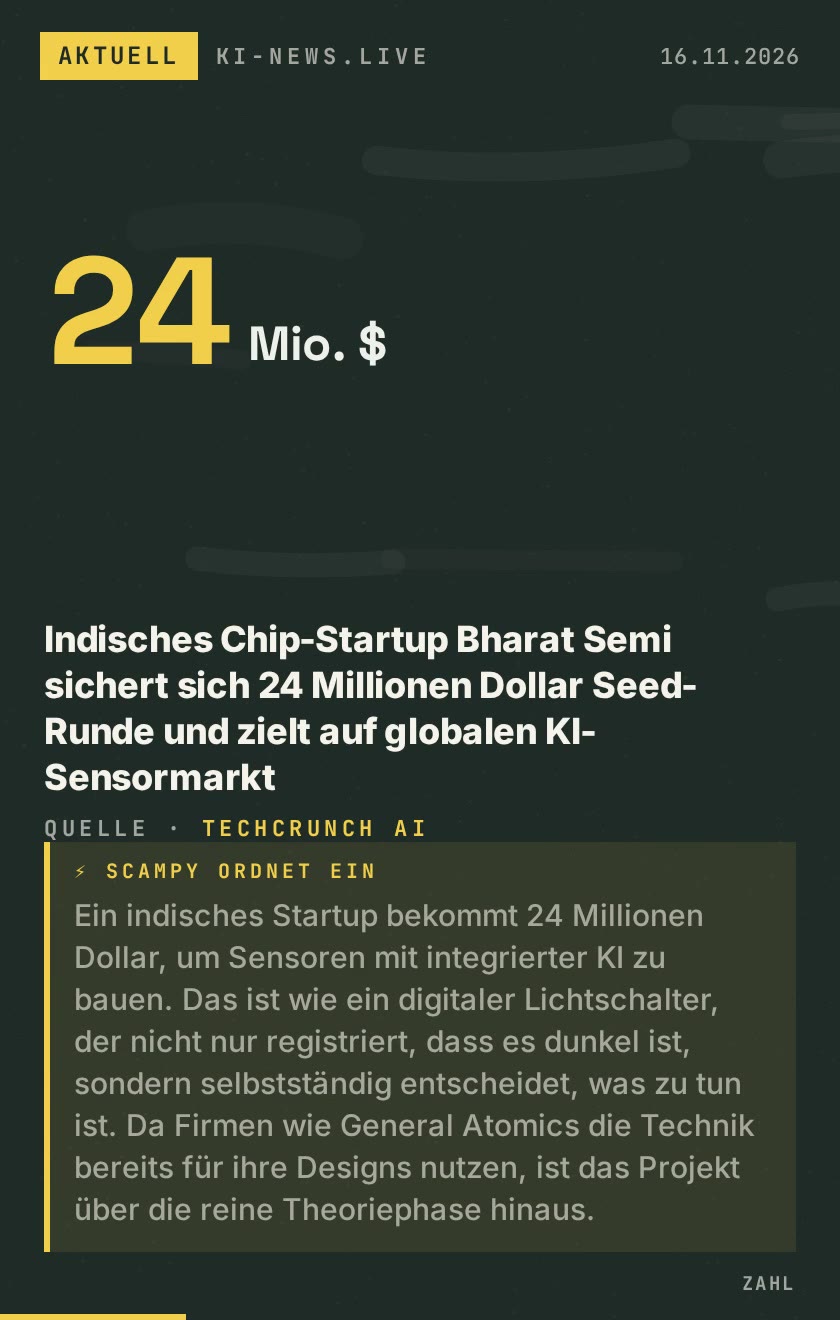 AKTUELL KI-NEWS.LIVE 16.11.2026
24 Mio. $
Indisches Chip-Startup Bharat Semi
sichert sich 24 Millionen Dollar Seed-
Runde und zielt auf globalen KI-
Sensormarkt
QUELLE · TECHCRUNCH AI
⚡ SCAMPY ORDNET EIN
Ein indisches Startup bekommt 24 Millionen
Dollar, um Sensoren mit integrierter KI zu
bauen. Das ist wie ein digitaler Lichtschalter,
der nicht nur registriert, dass es dunkel ist,
sondern selbstständig entscheidet, was zu tun
ist. Da Firmen wie General Atomics die Technik
bereits für ihre Designs nutzen, ist das Projekt
über die reine Theoriephase hinaus.
ZAHL